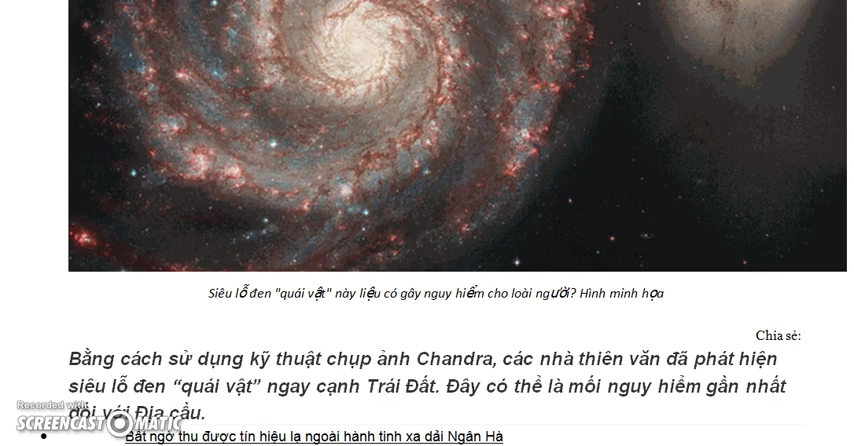 Siêu lỗ đen "quái vật" này liệu có gây nguy hiểm cho loài người? Hình minh họa
Chia sẻ:
Bằng cách sử dụng kỹ thuật chụp ảnh Chandra, các nhà thiên văn đã phát hiện
siêu lỗ đen “quái vật” ngay cạnh Trái Đất. Đây có thể là mối nguy hiểm gần nhất
đối với Địa cầu.
Recorded with
SCREENCAST-O-MATIC
Bất ngờ thu được tín hiệu lạ ngoài hành tinh xa dải Ngân Hà